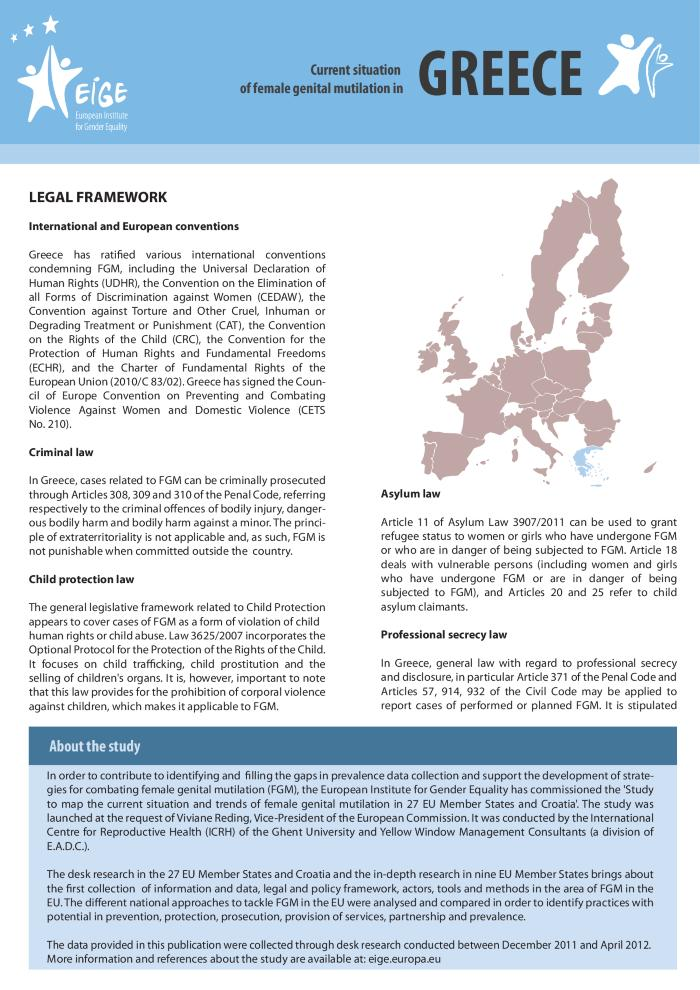 EIGE
European Institute
for Gender Equality
Current situation
of female genital mutilation in
GREECE
LEGAL FRAMEWORK
International and European conventions
Greece has ratified various international conventions
condemning FGM, including the Universal Declaration of
Human Rights (UDHR), the Convention on the Elimination of
all Forms of Discrimination against Women (CEDAW), the
Convention against Torture and Other Cruel, Inhuman or
Degrading Treatment or Punishment (CAT), the Convention
on the Rights of the Child (CRC), the Convention for the
Protection of Human Rights and Fundamental Freedoms
(ECHR), and the Charter of Fundamental Rights of the
European Union (2010/C 83/02). Greece has signed the Coun-
cil of Europe Convention on Preventing and Combating
Violence Against Women and Domestic Violence (CETS
No. 210).
Criminal law
In Greece, cases related to FGM can be criminally prosecuted
through Articles 308, 309 and 310 of the Penal Code, referring
respectively to the criminal offences of bodily injury, danger-
ous bodily harm and bodily harm against a minor. The princi-
ple of extraterritoriality is not applicable and, as such, FGM is
not punishable when committed outside the country.
Child protection law
The general legislative framework related to Child Protection
appears to cover cases of FGM as a form of violation of child
human rights or child abuse. Law 3625/2007 incorporates the
Optional Protocol for the Protection of the Rights of the Child.
It focuses on child trafficking, child prostitution and the
selling of children's organs. It is, however, important to note
that this law provides for the prohibition of corporal violence
against children, which makes it applicable to FGM.
Asylum law
Article 11 of Asylum Law 3907/2011 can be used to grant
refugee status to women or girls who have undergone FGM
or who are in danger of being subjected to FGM. Article 18
deals with vulnerable persons (including women and girls
who have undergone FGM or are in danger of being
subjected to FGM), and Articles 20 and 25 refer to child
asylum claimants.
Professional secrecy law
In Greece, general law with regard to professional secrecy
and disclosure, in particular Article 371 of the Penal Code and
Articles 57, 914, 932 of the Civil Code may be applied to
report cases of performed or planned FGM. It is stipulated
About the study
In order to contribute to identifying and filling the gaps in prevalence data collection and support the development of strate-
gies for combating female genital mutilation (FGM), the European Institute for Gender Equality has commissioned the 'Study
to map the current situation and trends of female genital mutilation in 27 EU Member States and Croatia'. The study was
launched at the request of Viviane Reding, Vice-President of the European Commission. It was conducted by the International
Centre for Reproductive Health (ICRH) of the Ghent University and Yellow Window Management Consultants (a division of
E.A.D.C.).
The desk research in the 27 EU Member States and Croatia and the in-depth research in nine EU Member States brings about
the first collection of information and data, legal and policy framework, actors, tools and methods in the area of FGM in the
EU. The different national approaches to tackle FGM in the EU were analysed and compared in order to identify practices with
potential in prevention, protection, prosecution, provision of services, partnership and prevalence.
The data provided in this publication were collected through desk research conducted between December 2011 and April 2012.
More information and references about the study are available at: eige.europa.eu